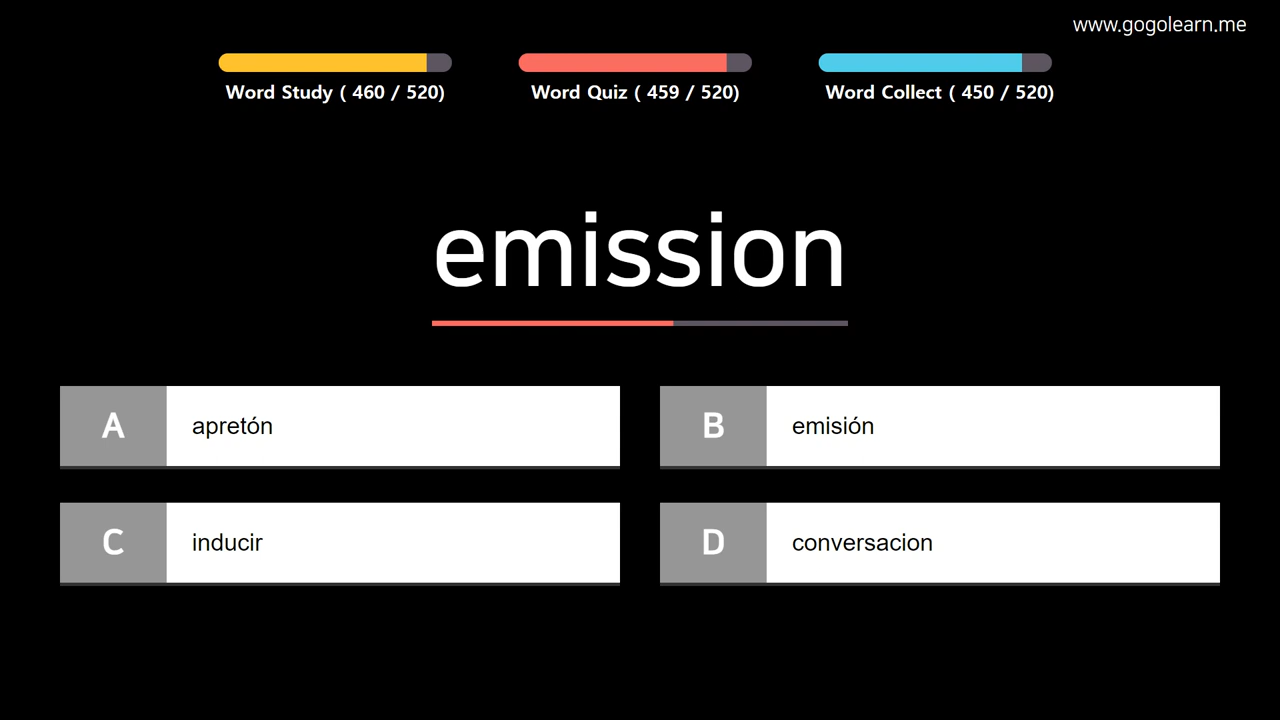 www.gogolearn.me
Word Study ( 460 / 520)
Word Quiz ( 459 / 520)
Word Collect ( 450 / 520)
emission
A apretón
B emisión
C inducir
D conversacion